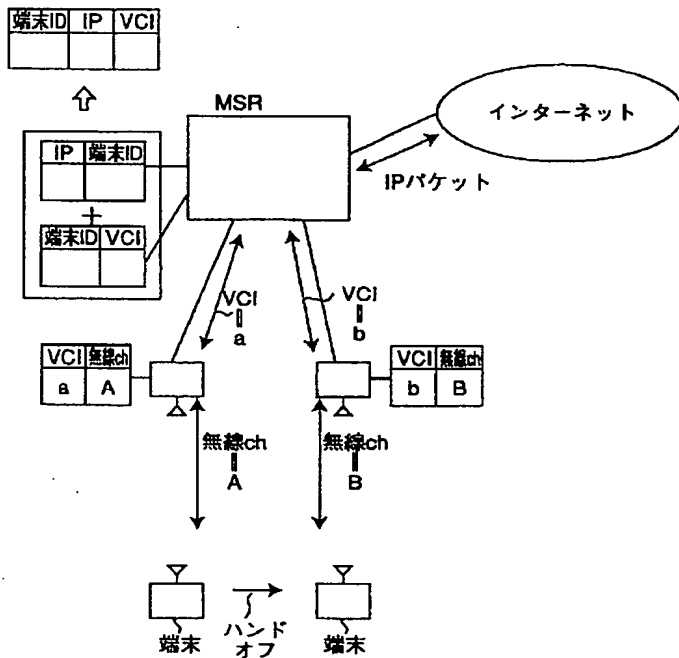 端末ID IP VCI
MSR
インターネット
IPパケット
IP 端末ID
+
端末ID VCI
VCI
=
a
VCI
=
b
VCI 無線ch
a A
VCI 無線ch
b B
無線ch
=
A
無線ch
=
B
端末
ハンド
オフ
端末